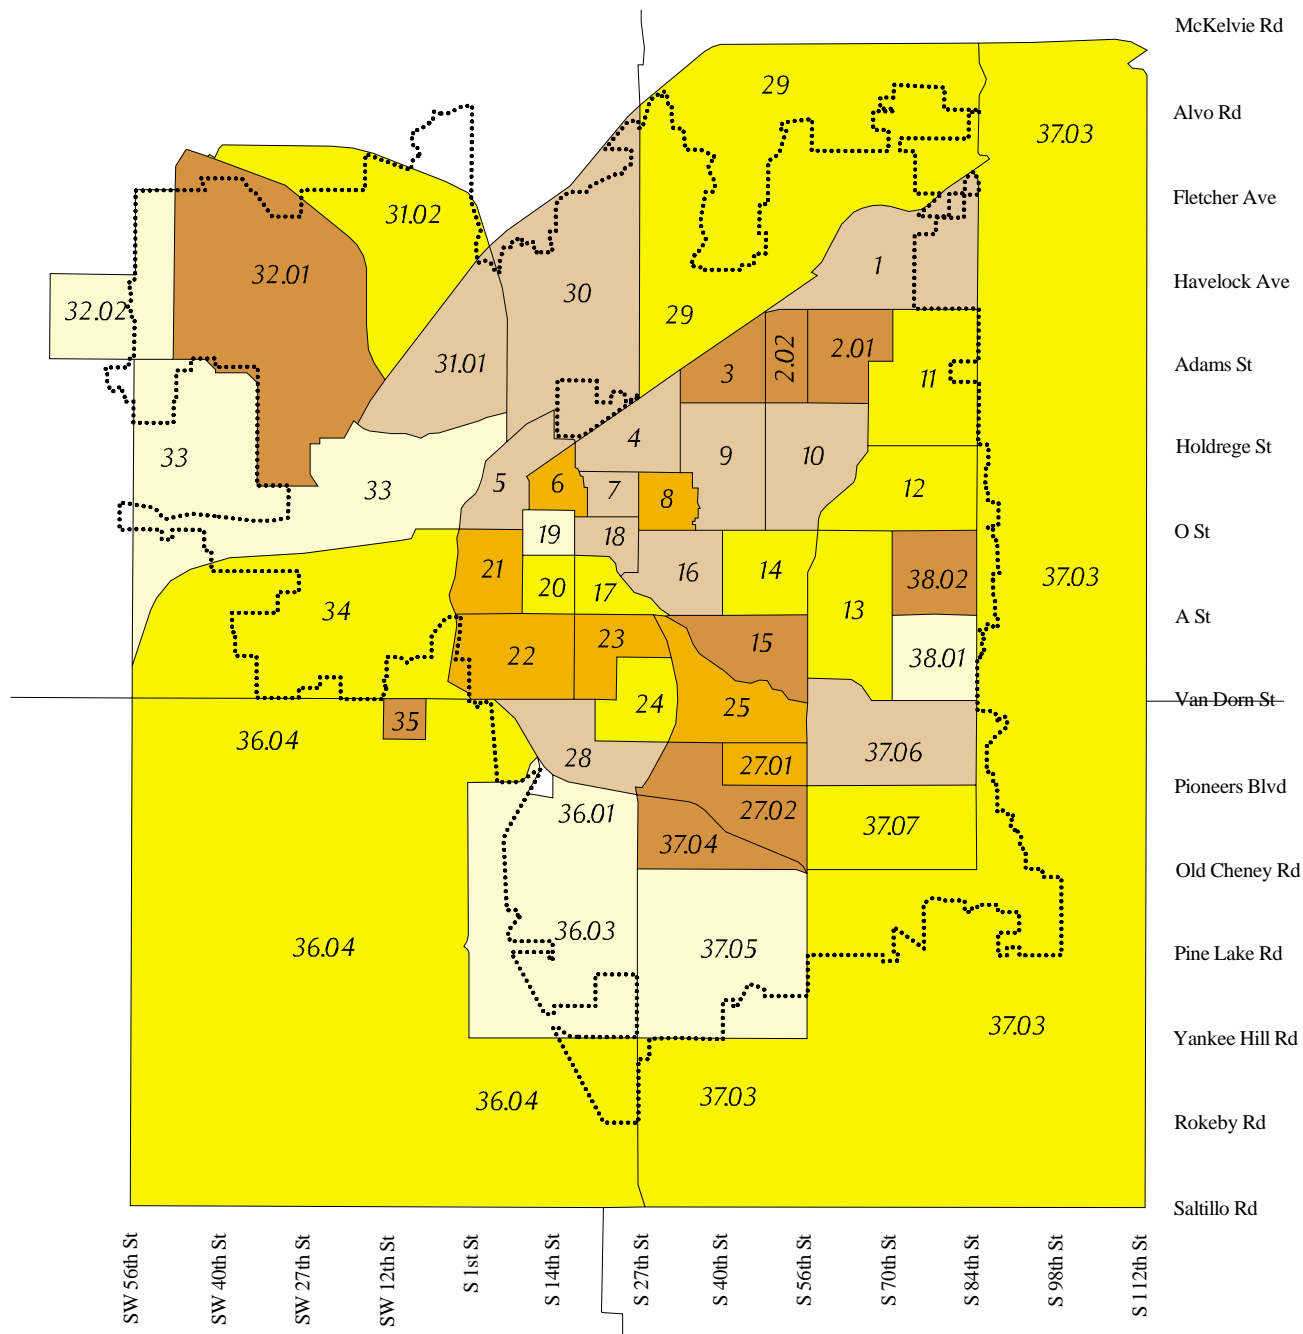 McKelvie Rd
29
Alvo Rd
37.03
Fletcher Ave
31.02
1
32.01
Havelock Ave
30
32.02
29
2.02
2.01
31.01
Adams St
3
11
4
Holdrege St
33
9
10
33
5
6
7
8
12
O St
19
18
21
20
17
16
14
38.02
37.03
34
13
A St
23
15
22
38.01
24
25
Van Dorn St
35
36.04
28
27.01
37.06
Pioneers Blvd
36.01
27.02
37.04
37.07
Old Cheney Rd
36.04
36.03
37.05
Pine Lake Rd
37.03
Yankee Hill Rd
36.04
37.03
Rokeby Rd
Saltillo Rd
SW 56th St
SW 40th St
SW 27th St
SW 12th St
S 1st St
S 14th St
S 27th St
S 40th St
S 56th St
S 70th St
S 84th St
S 98th St
S 112th St